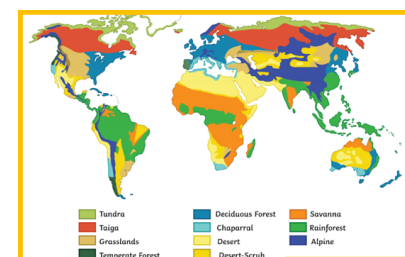 Tundra
Taiga
Grasslands
Temperate Forest
Deciduous Forest
Chaparral
Desert
Desert-Scrub
Savanna
Rainforest
Alpine